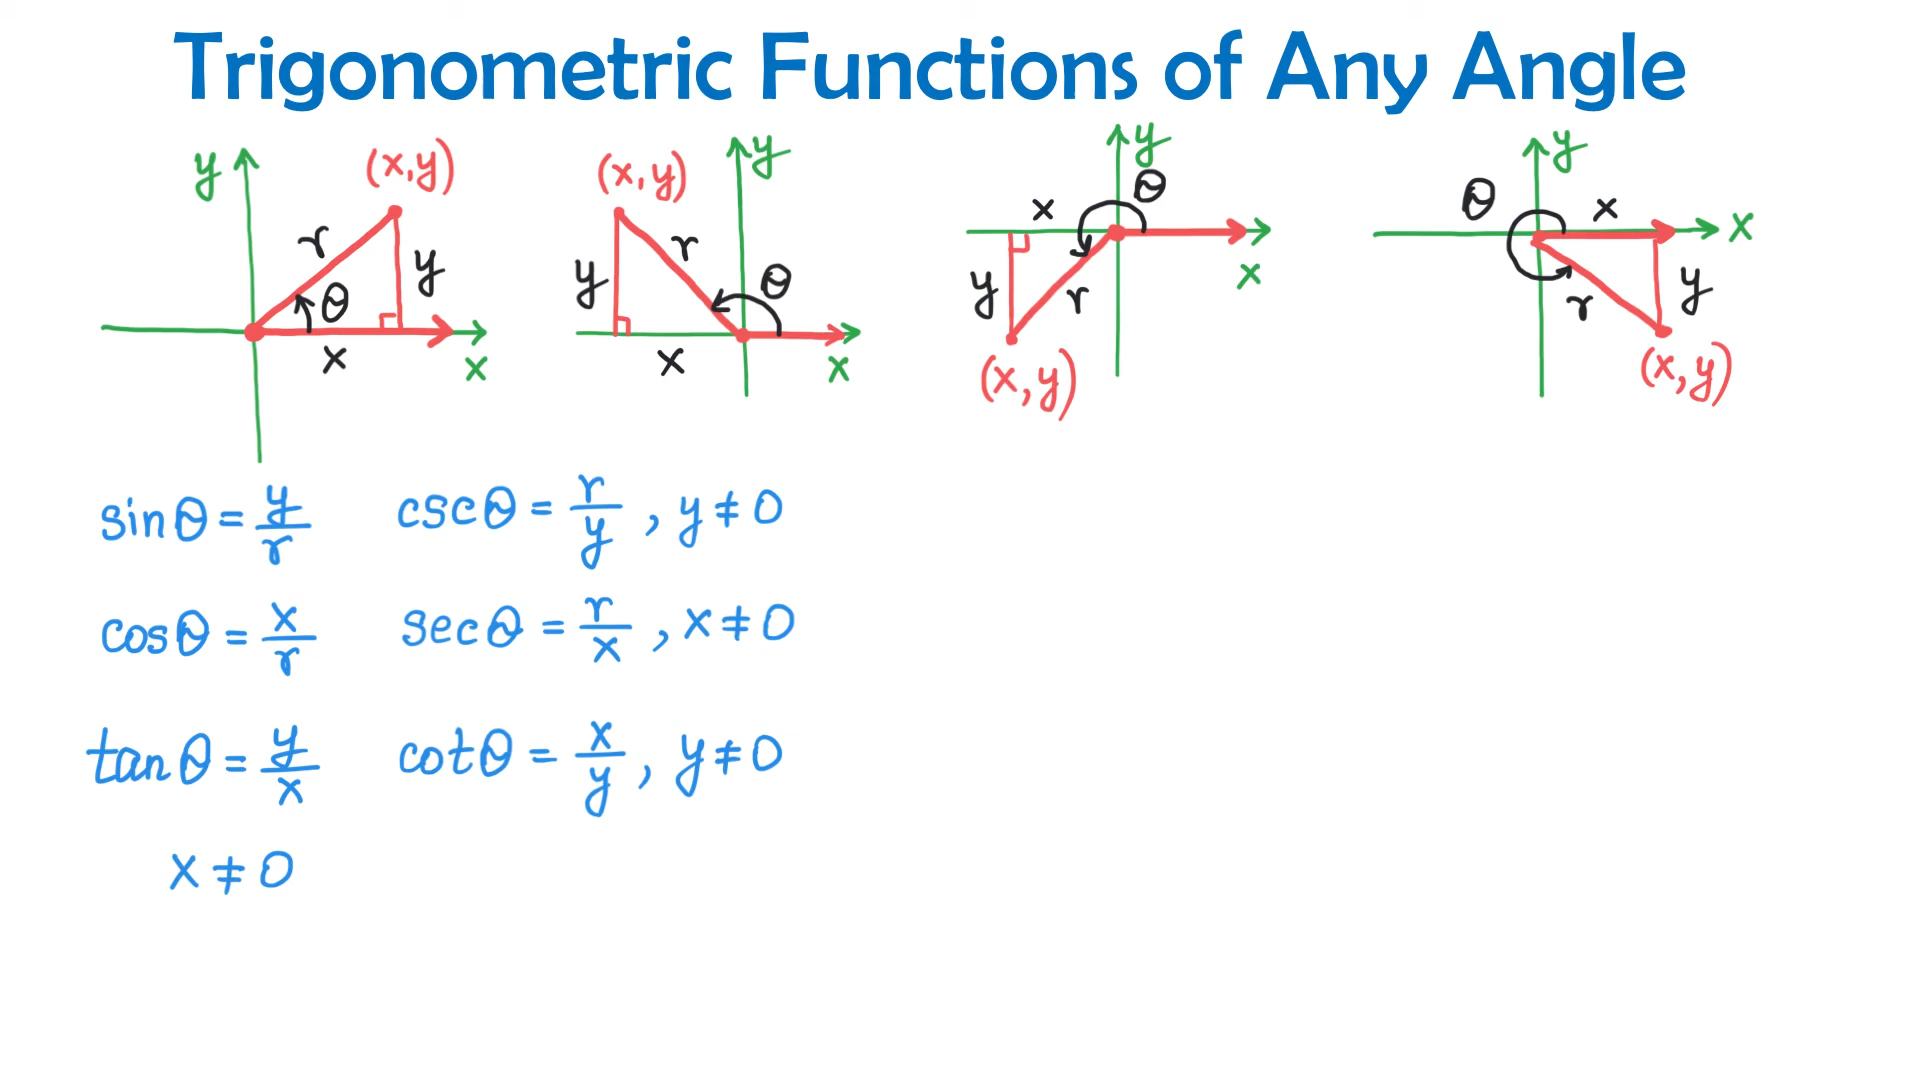 Trigonometric Functions of Any Angle
y (x,y) r y θ x x
(x,y) y r y θ x x
y θ x y r x (x,y)
y θ x x y r (x,y)
sinθ = y/r cscθ = r/y , y ≠ 0
cosθ = x/r secθ = r/x , x ≠ 0
tanθ = y/x cotθ = x/y , y ≠ 0
x ≠ 0